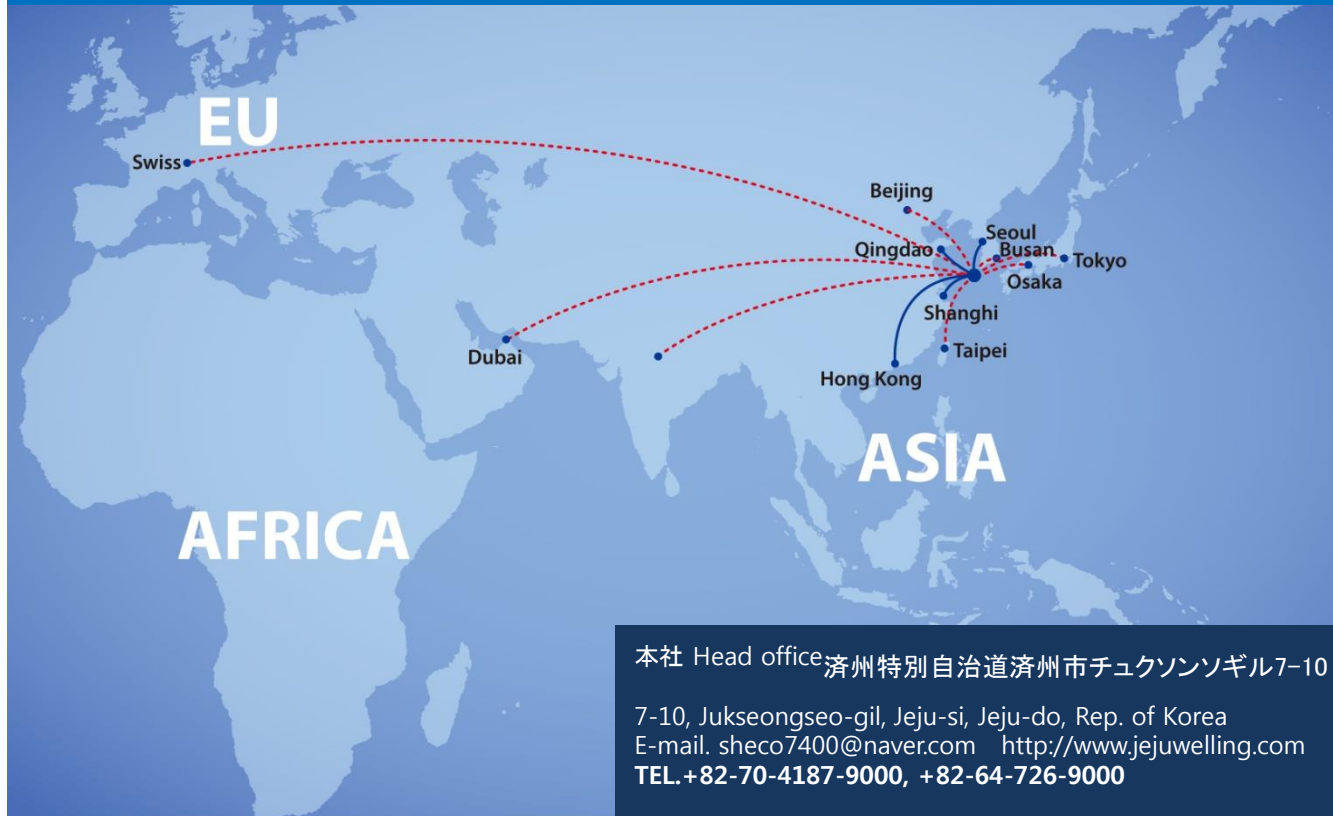 EU
Swiss
Beijing
Seoul
Qingdao
Busan
Tokyo
Osaka
Shanghi
Dubai
Taipei
Hong Kong
ASIA
AFRICA
本社 Head office 済州特別自治道済州市チュクソンソギル7-10
7-10, Jukseongseo-gil, Jeju-si, Jeju-do, Rep. of Korea
E-mail. sheco7400@naver.com http://www.jejuwelling.com
TEL.+82-70-4187-9000, +82-64-726-9000